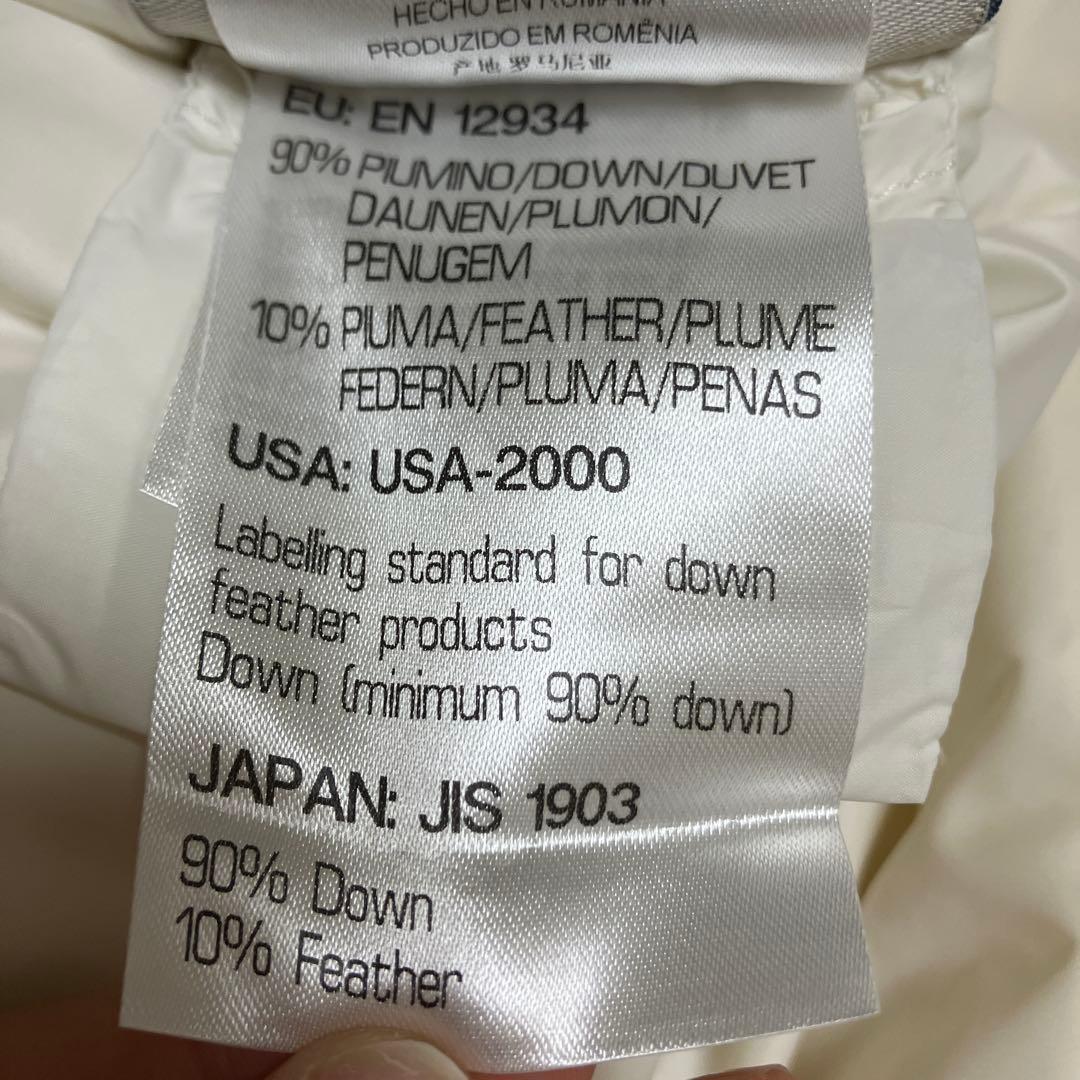 HECHO EN ROMANIA
PRODUZIDO EM ROMÊNIA
产地 罗马尼亚
EU: EN 12934
90% PIUMINO/DOWN/DUVET
DAUNEN/PLUMON/
PENUGEM
10% PIUMA/FEATHER/PLUME
FEDERN/PLUMA/PENAS
USA: USA-2000
Labelling standard for down
feather products
Down (minimum 90% down)
JAPAN: JIS 1903
90% Down
10% Feather